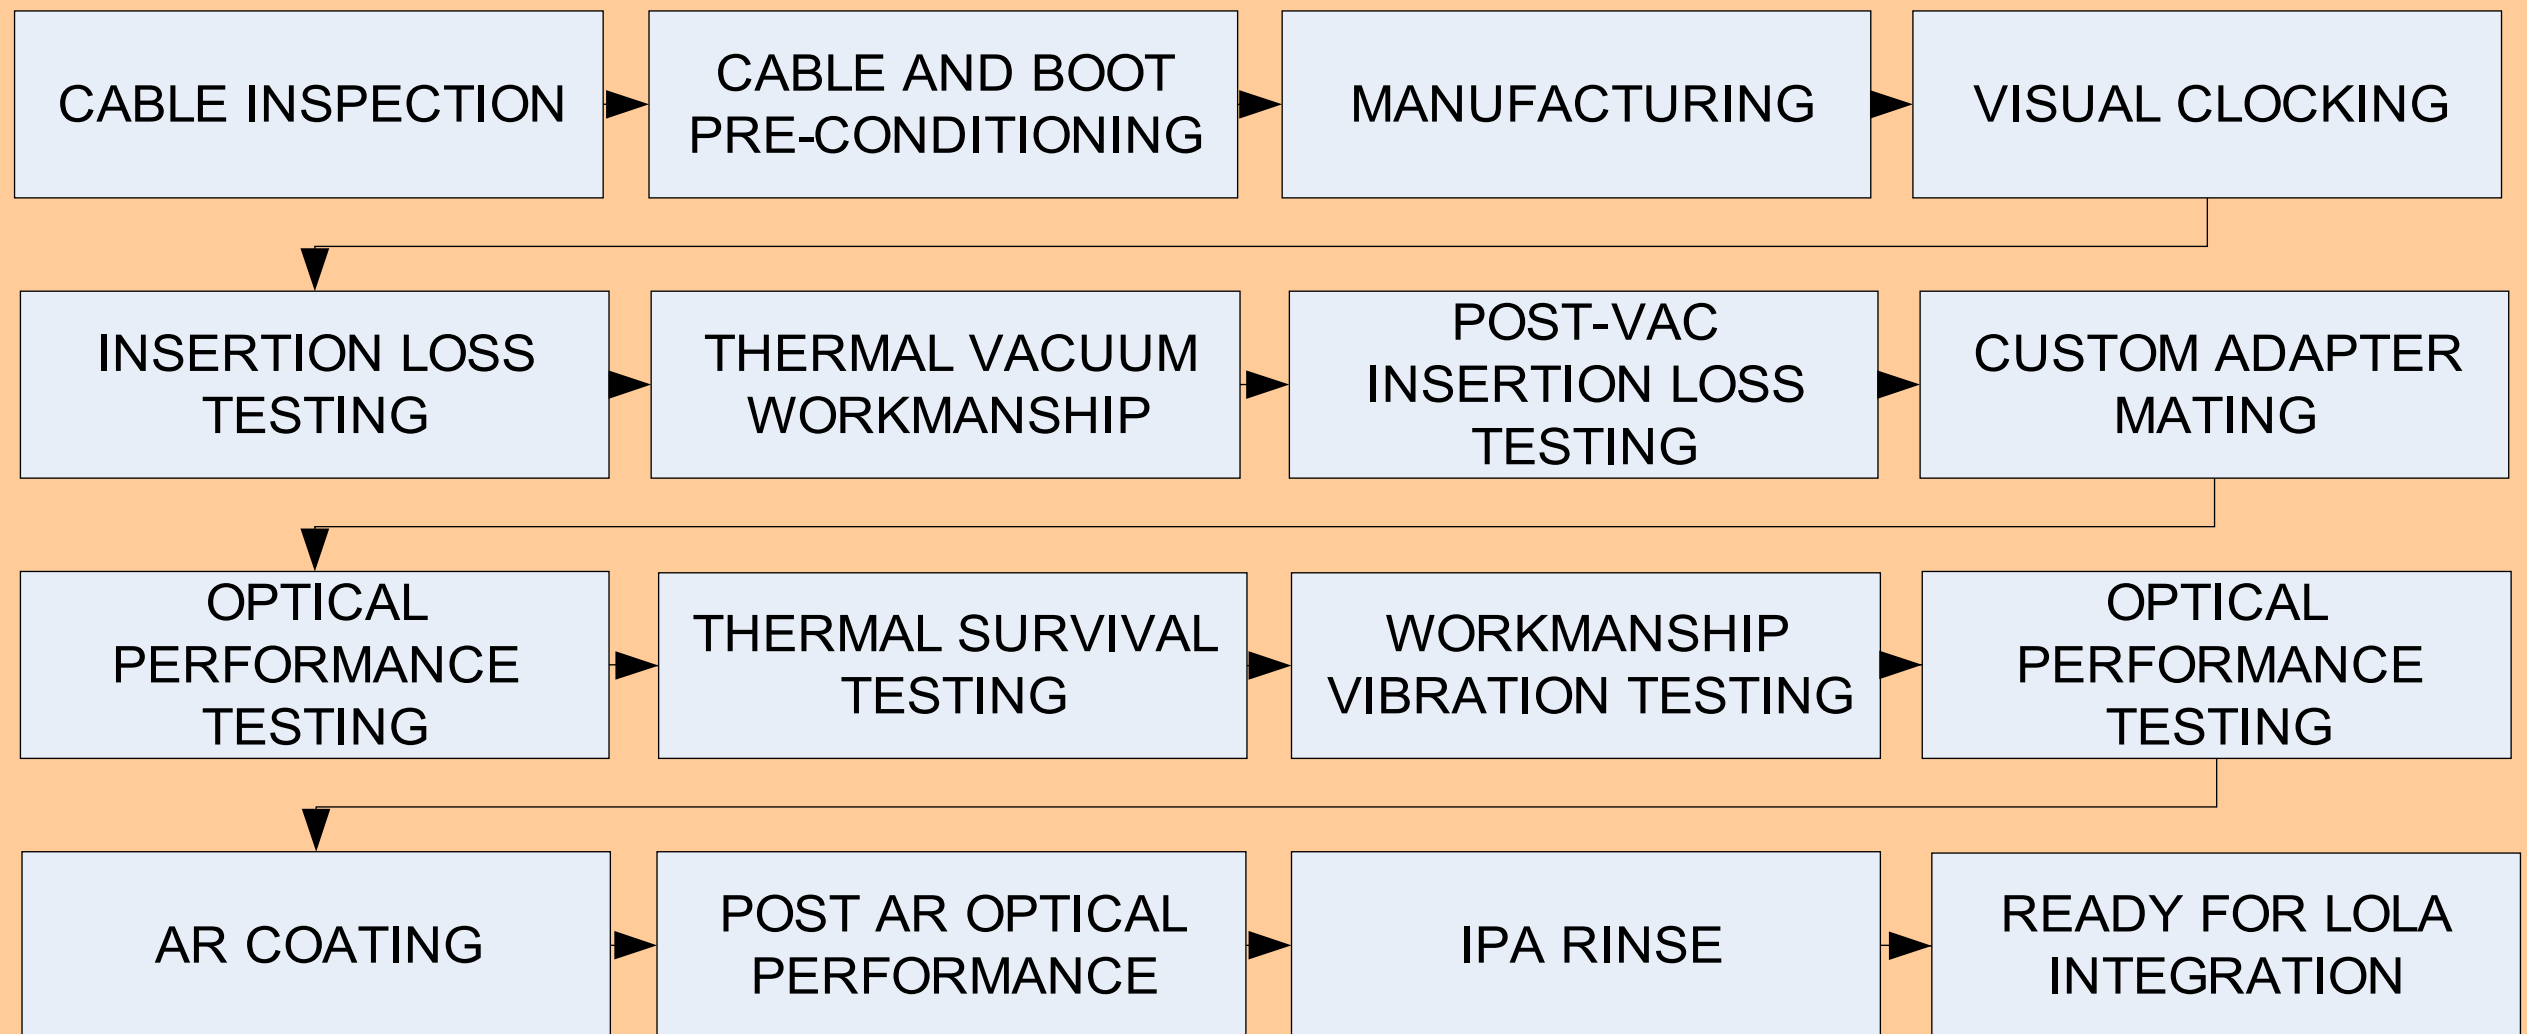 CABLE INSPECTION
CABLE AND BOOT
PRE-CONDITIONING
MANUFACTURING
VISUAL CLOCKING
INSERTION LOSS
TESTING
THERMAL VACUUM
WORKMANSHIP
POST-VAC
INSERTION LOSS
TESTING
CUSTOM ADAPTER
MATING
OPTICAL
PERFORMANCE
TESTING
THERMAL SURVIVAL
TESTING
WORKMANSHIP
VIBRATION TESTING
OPTICAL
PERFORMANCE
TESTING
AR COATING
POST AR OPTICAL
PERFORMANCE
IPA RINSE
READY FOR LOLA
INTEGRATION